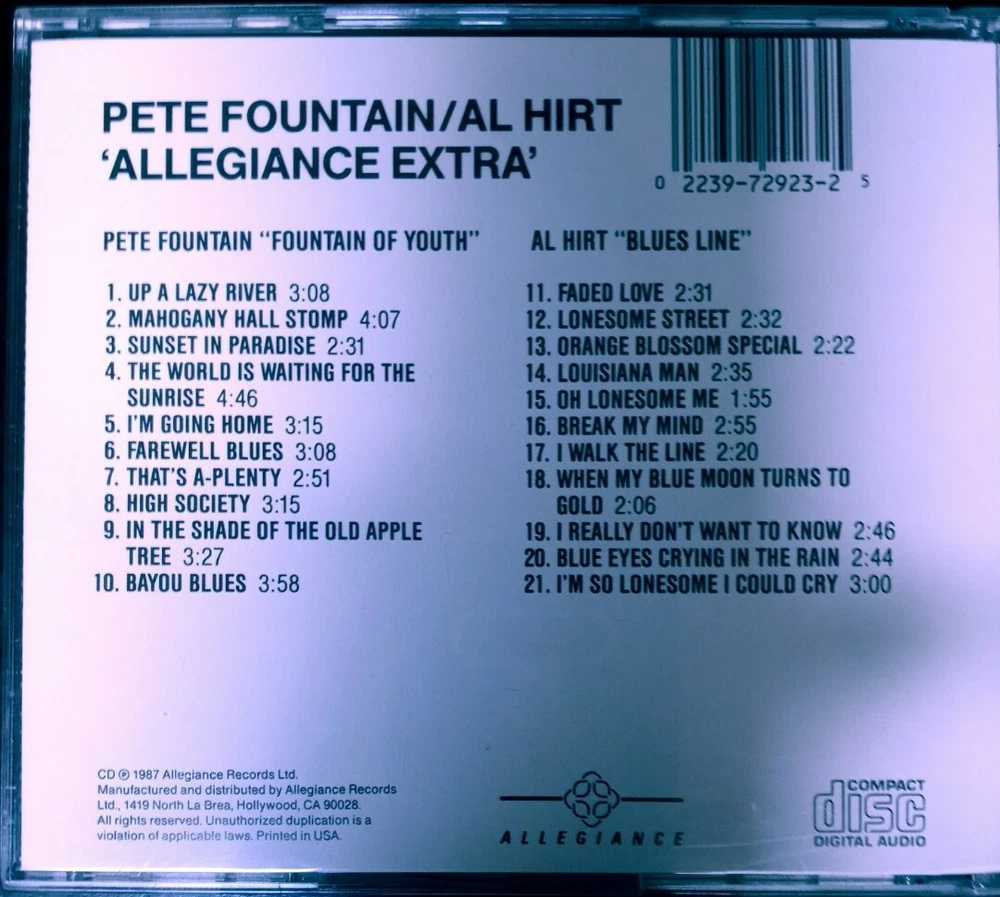 PETE FOUNTAIN/AL HIRT
'ALLEGIANCE EXTRA'
0 2239-72923-2 5
PETE FOUNTAIN "FOUNTAIN OF YOUTH"
1. UP A LAZY RIVER 3:08
2. MAHOGANY HALL STOMP 4:07
3. SUNSET IN PARADISE 2:31
4. THE WORLD IS WAITING FOR THE
SUNRISE 4:46
5. I'M GOING HOME 3:15
6. FAREWELL BLUES 3:08
7. THAT'S A-PLENTY 2:51
8. HIGH SOCIETY 3:15
9. IN THE SHADE OF THE OLD APPLE
TREE 3:27
10. BAYOU BLUES 3:58
AL HIRT "BLUES LINE"
11. FADED LOVE 2:31
12. LONESOME STREET 2:32
13. ORANGE BLOSSOM SPECIAL 2:22
14. LOUISIANA MAN 2:35
15. OH LONESOME ME 1:55
16. BREAK MY MIND 2:55
17. I WALK THE LINE 2:20
18. WHEN MY BLUE MOON TURNS TO
GOLD 2:06
19. I REALLY DON'T WANT TO KNOW 2:46
20. BLUE EYES CRYING IN THE RAIN 2:44
21. I'M SO LONESOME I COULD CRY 3:00
CD ℗ 1987 Allegiance Records Ltd.
Manufactured and distributed by Allegiance Records
Ltd., 1419 North La Brea, Hollywood, CA 90028.
All rights reserved. Unauthorized duplication is a
violation of applicable laws. Printed in USA.
ALLEGIANCE
COMPACT
disc
DIGITAL AUDIO